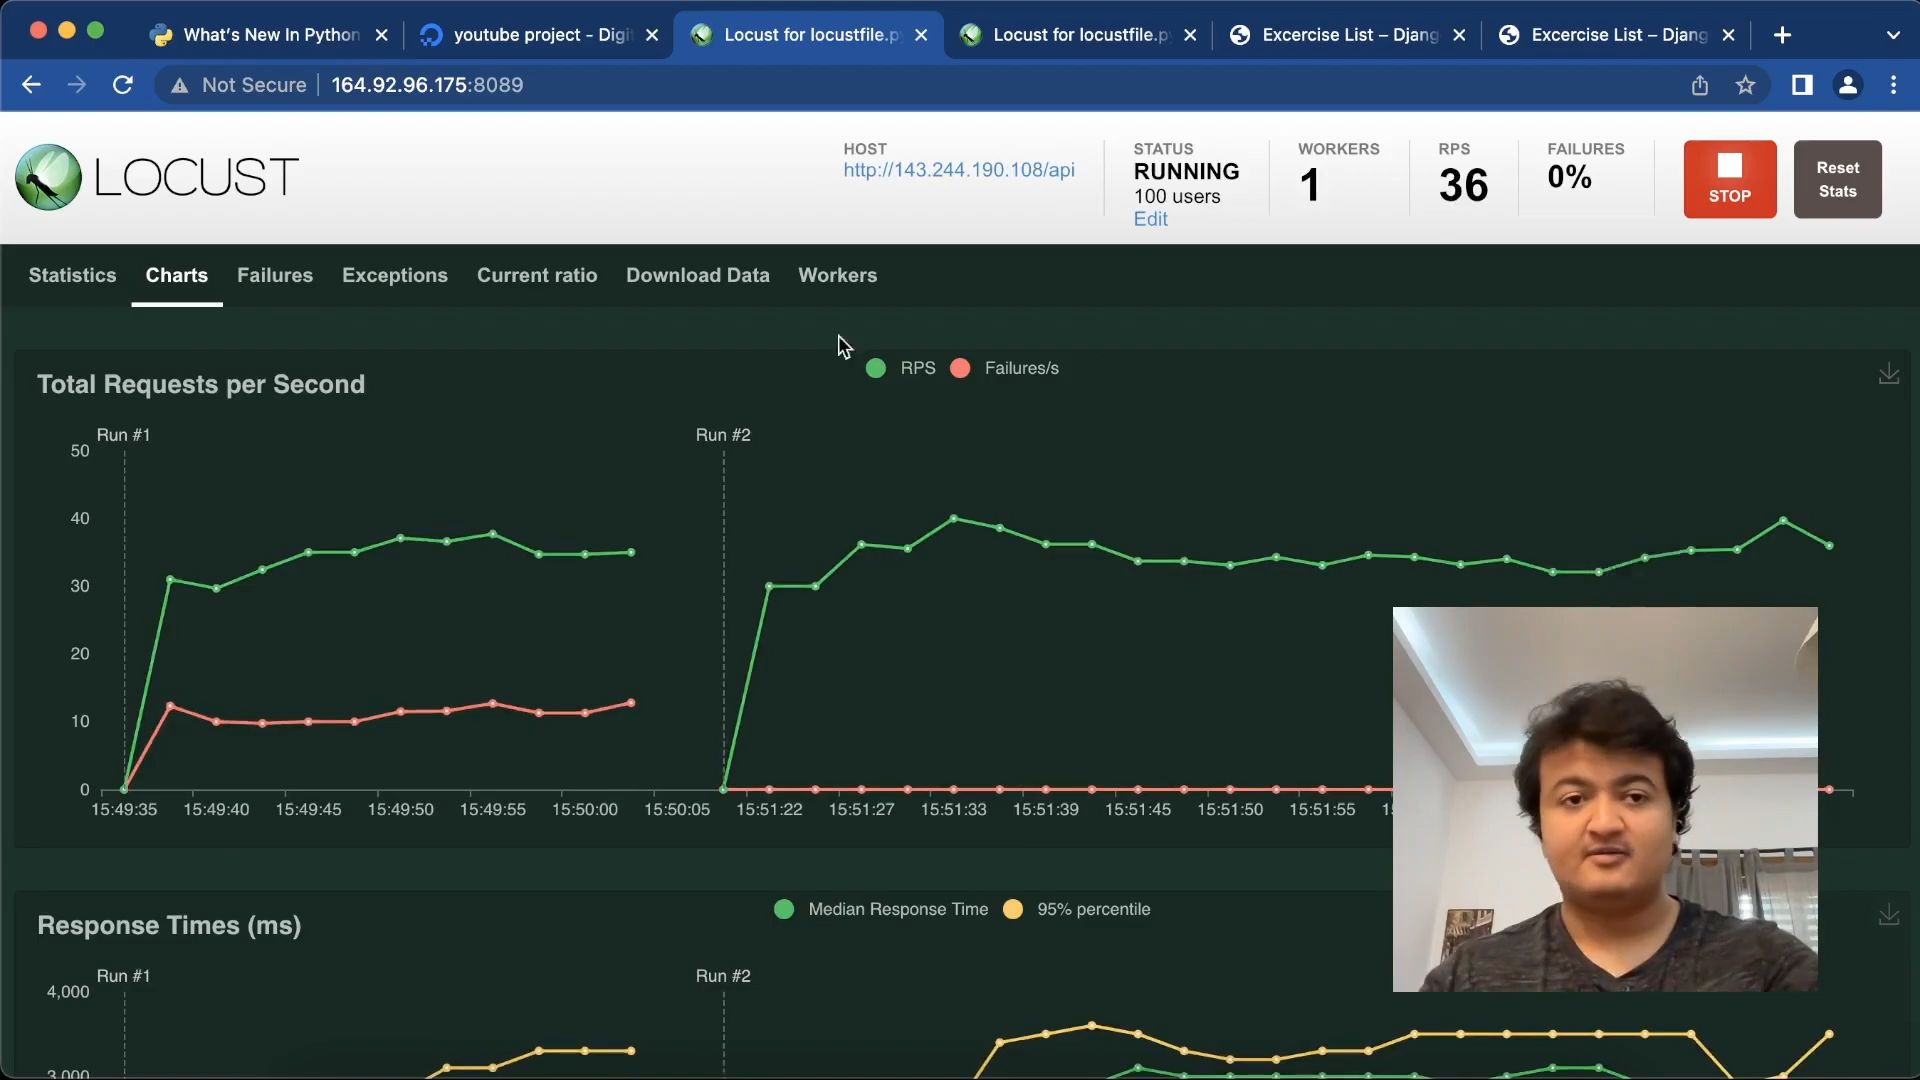 What's New In Python
youtube project - Digi
Locust for locustfile.p
Locust for locustfile.p
Excercise List – Djang
Excercise List – Djang
Not Secure
164.92.96.175:8089
LOCUST
HOST
http://143.244.190.108/api
STATUS
RUNNING
100 users
Edit
WORKERS
1
RPS
36
FAILURES
0%
STOP
Reset
Stats
Statistics
Charts
Failures
Exceptions
Current ratio
Download Data
Workers
Total Requests per Second
RPS
Failures/s
Run #1
Run #2
50
40
30
20
10
0
15:49:35
15:49:40
15:49:45
15:49:50
15:49:55
15:50:00
15:50:05
15:51:22
15:51:27
15:51:33
15:51:39
15:51:45
15:51:50
15:51:55
Response Times (ms)
Median Response Time
95% percentile
Run #1
Run #2
4,000
3,000